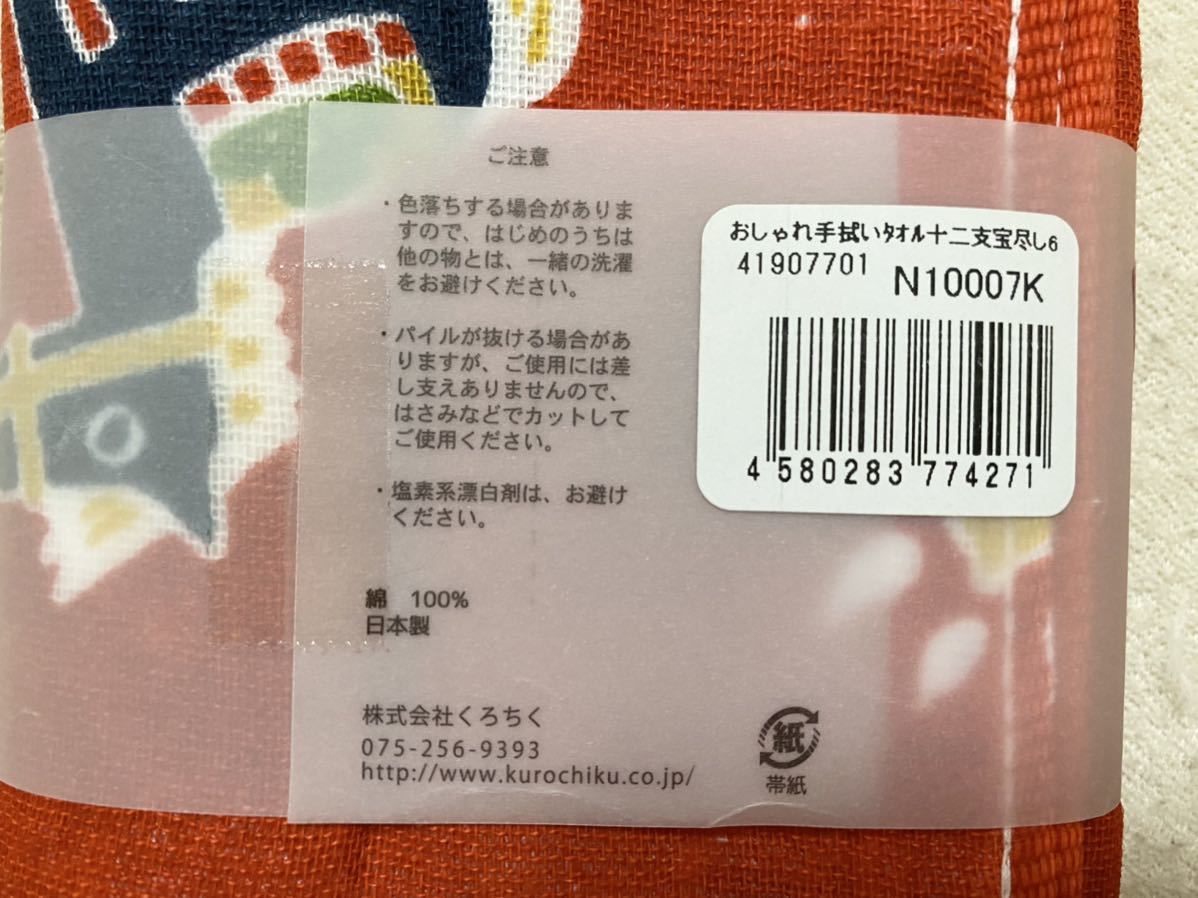 ご注意
・色落ちする場合がありま
すので、はじめのうちは
他の物とは、一緒の洗濯
をお避けください。
・パイルが抜ける場合があ
りますが、ご使用には差
し支えありませんので、
はさみなどでカットして
ご使用ください。
・塩素系漂白剤は、お避け
ください。
綿 100%
日本製
株式会社くろちく
075-256-9393
http://www.kurochiku.co.jp/
紙
帯紙
おしゃれ手拭いﾀｵﾙ十二支宝尽し6
41907701 N10007K
4 580283 774271